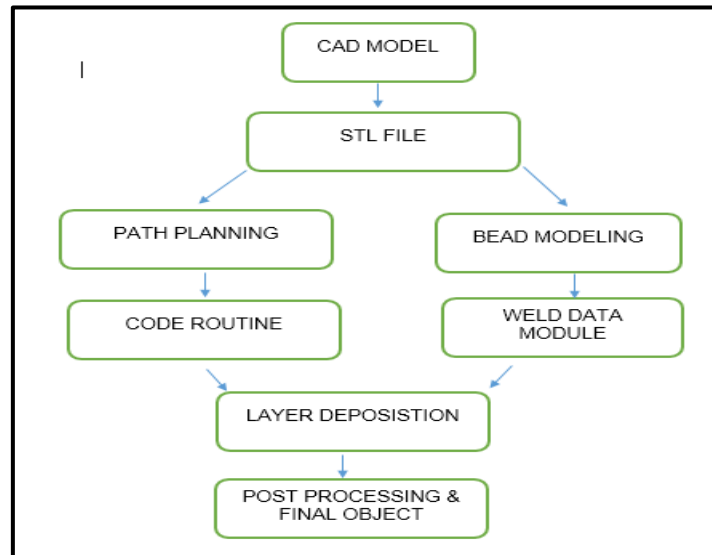 CAD MODEL
|
STL FILE
PATH PLANNING
BEAD MODELING
CODE ROUTINE
WELD DATA
MODULE
LAYER DEPOSISTION
POST PROCESSING &
FINAL OBJECT